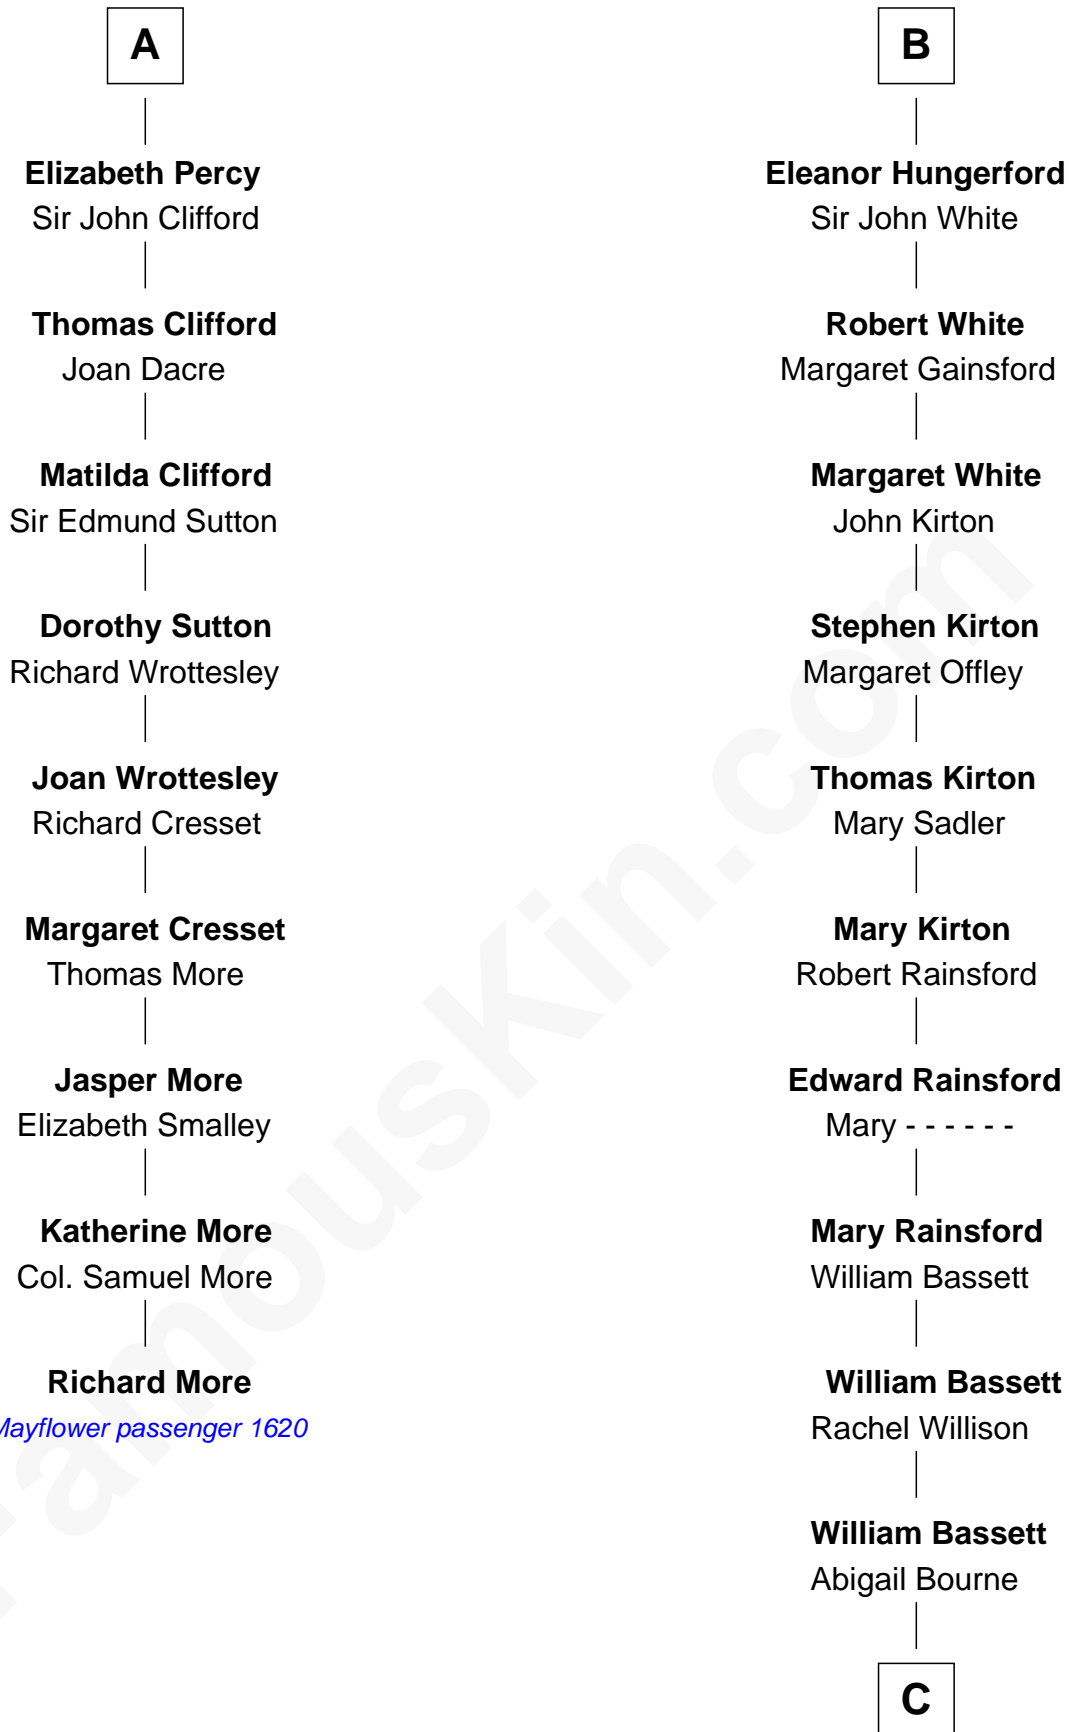 A
Elizabeth Percy
Sir John Clifford
Thomas Clifford
Joan Dacre
Matilda Clifford
Sir Edmund Sutton
Dorothy Sutton
Richard Wrottesley
Joan Wrottesley
Richard Cresset
Margaret Cresset
Thomas More
Jasper More
Elizabeth Smalley
Katherine More
Col. Samuel More
Richard More
Mayflower passenger 1620
B
Eleanor Hungerford
Sir John White
Robert White
Margaret Gainsford
Margaret White
John Kirton
Stephen Kirton
Margaret Offley
Thomas Kirton
Mary Sadler
Mary Kirton
Robert Rainsford
Edward Rainsford
Mary - - - - - -
Mary Rainsford
William Bassett
William Bassett
Rachel Willison
William Bassett
Abigail Bourne
C
FamousKin.com